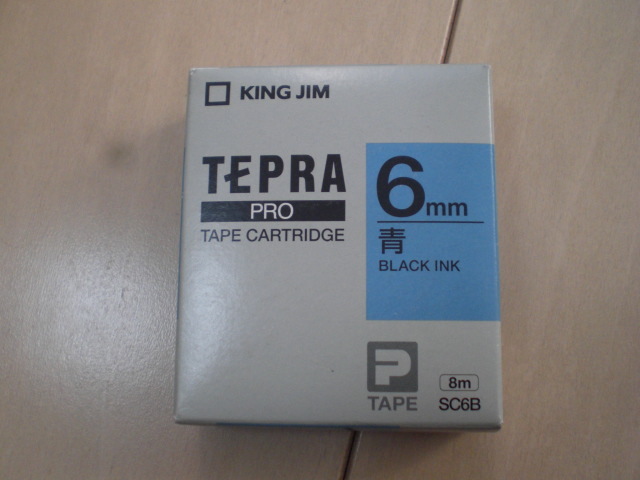 KING JIM
TEPRA
PRO
TAPE CARTRIDGE
6mm
青
BLACK INK
P
TAPE
8m
SC6B